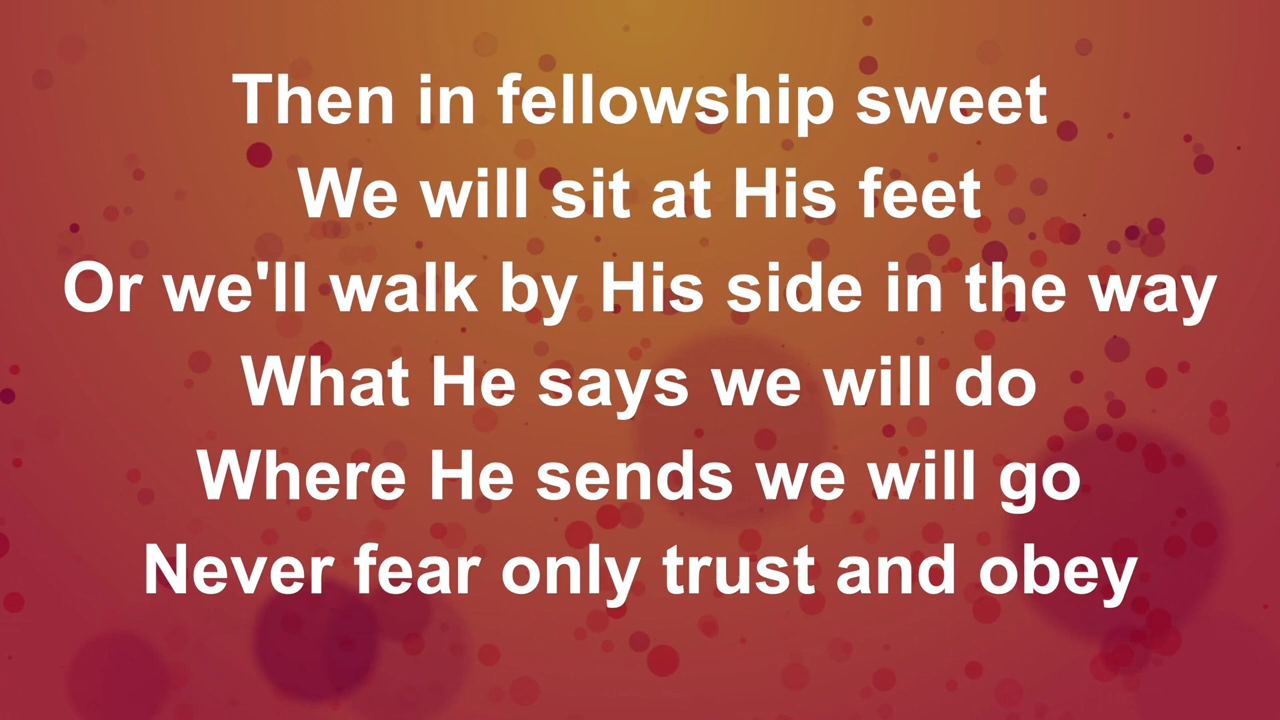 Then in fellowship sweet
We will sit at His feet
Or we'll walk by His side in the way
What He says we will do
Where He sends we will go
Never fear only trust and obey